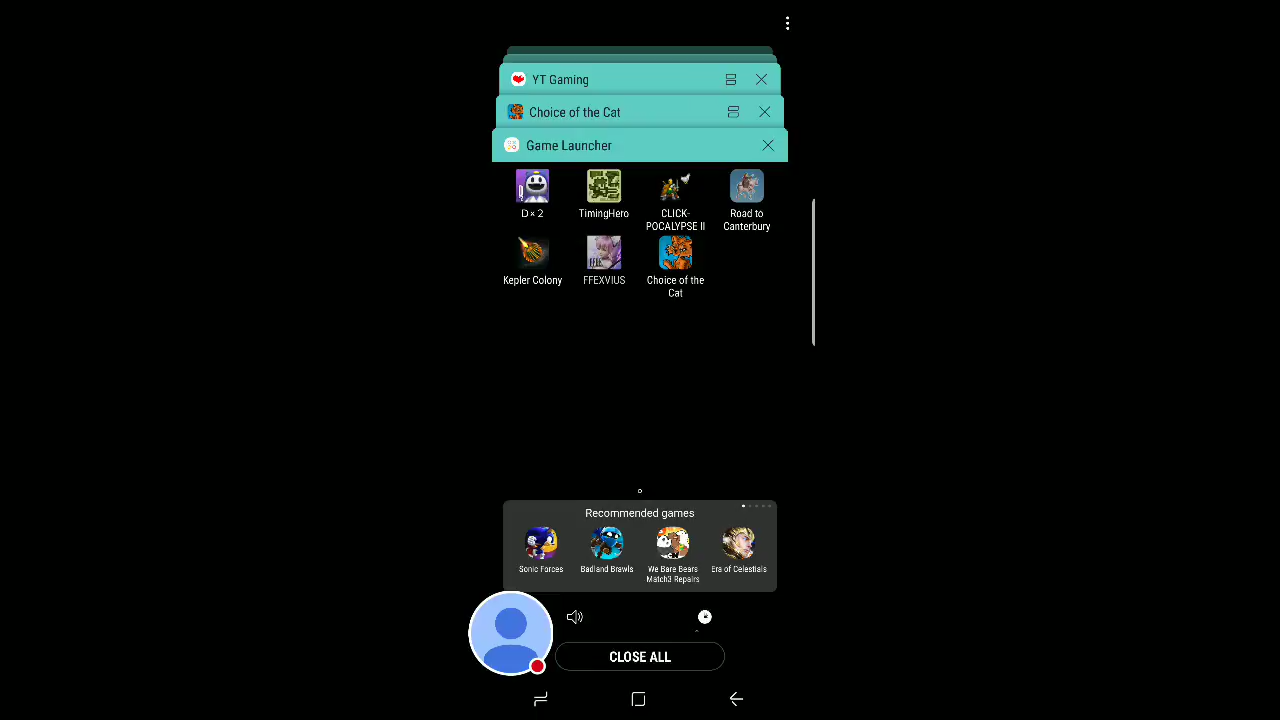 YT Gaming
Choice of the Cat
Game Launcher
D×2
TimingHero
CLICK-
POCALYPSE II
Road to
Canterbury
Kepler Colony
FFEXVIUS
Choice of the
Cat
Recommended games
Sonic Forces
Badland Brawls
We Bare Bears
Match3 Repairs
Era of Celestials
CLOSE ALL